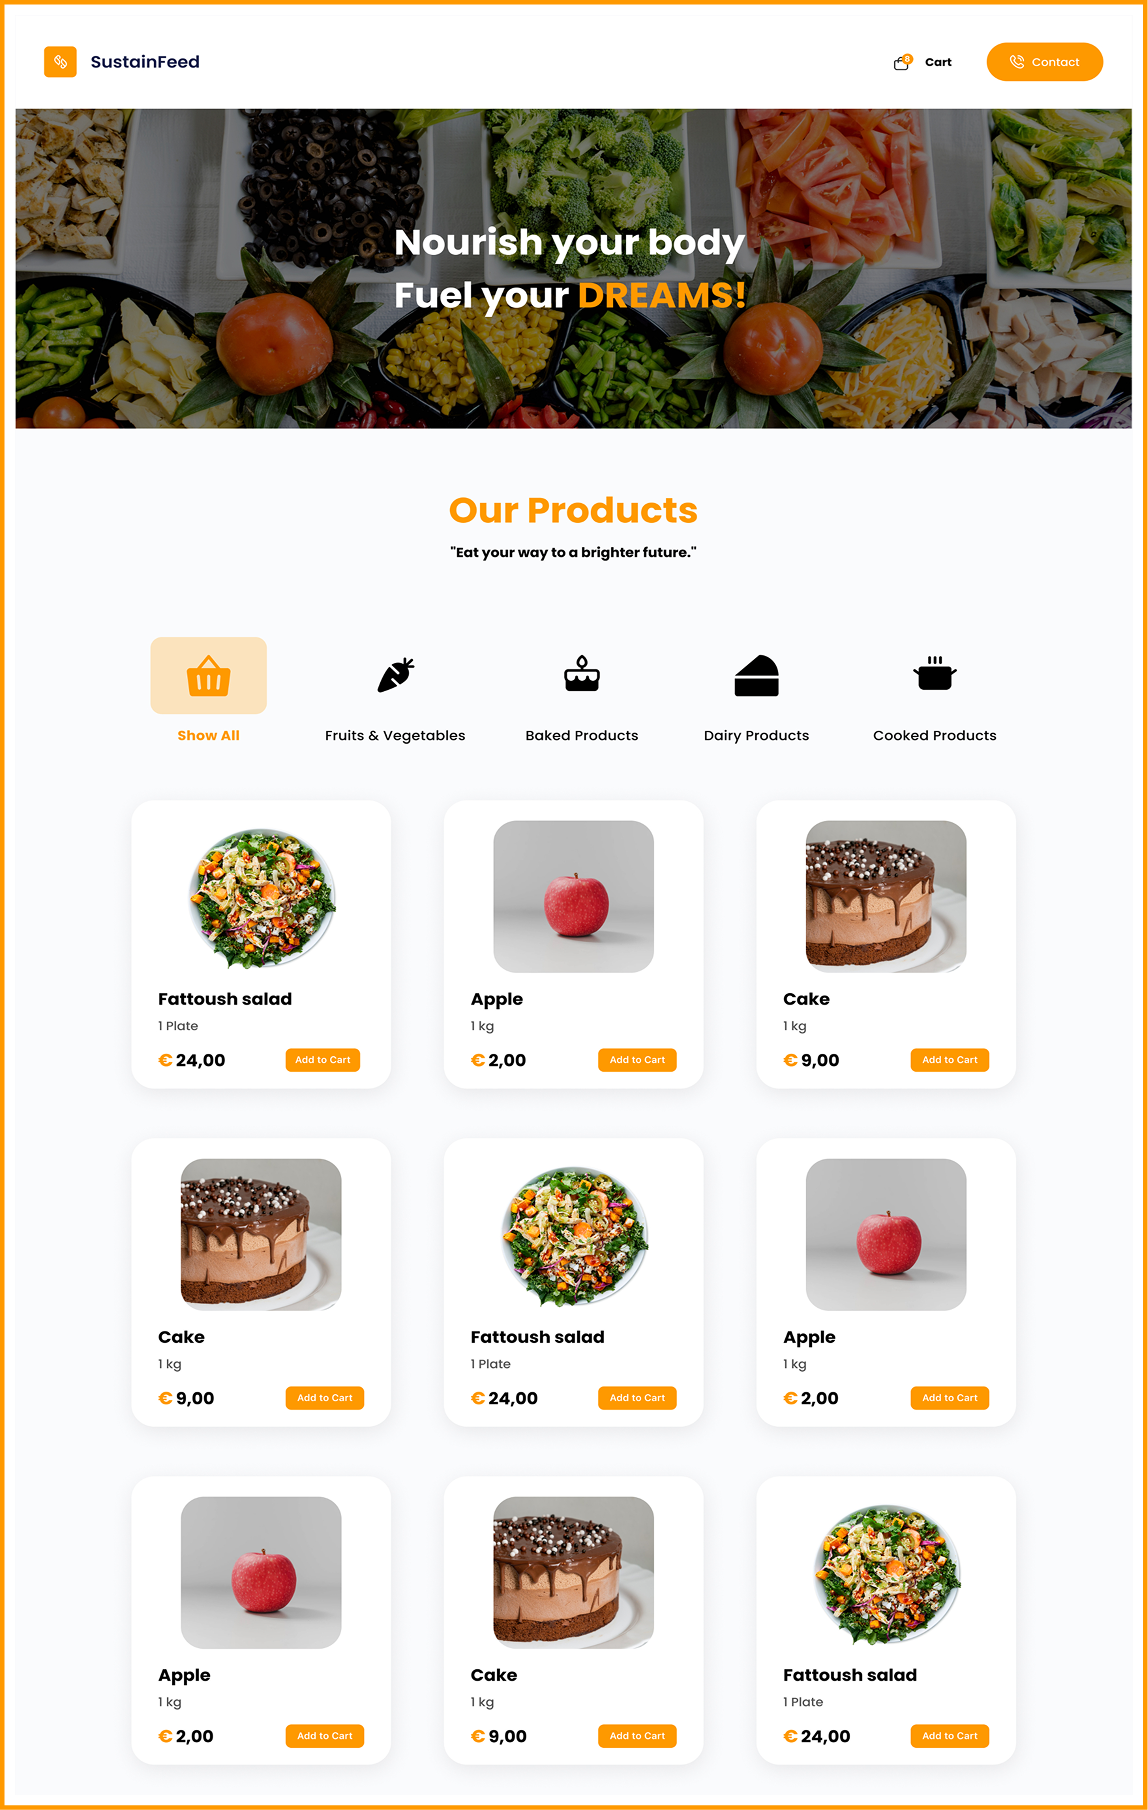 SustainFeed
Cart
Contact
Nourish your body
Fuel your DREAMS!
Our Products
"Eat your way to a brighter future."
Show All
Fruits & Vegetables
Baked Products
Dairy Products
Cooked Products
Fattoush salad
1 Plate
€ 24,00
Add to Cart
Apple
1 kg
€ 2,00
Add to Cart
Cake
1 kg
€ 9,00
Add to Cart
Cake
1 kg
€ 9,00
Add to Cart
Fattoush salad
1 Plate
€ 24,00
Add to Cart
Apple
1 kg
€ 2,00
Add to Cart
Apple
1 kg
€ 2,00
Add to Cart
Cake
1 kg
€ 9,00
Add to Cart
Fattoush salad
1 Plate
€ 24,00
Add to Cart